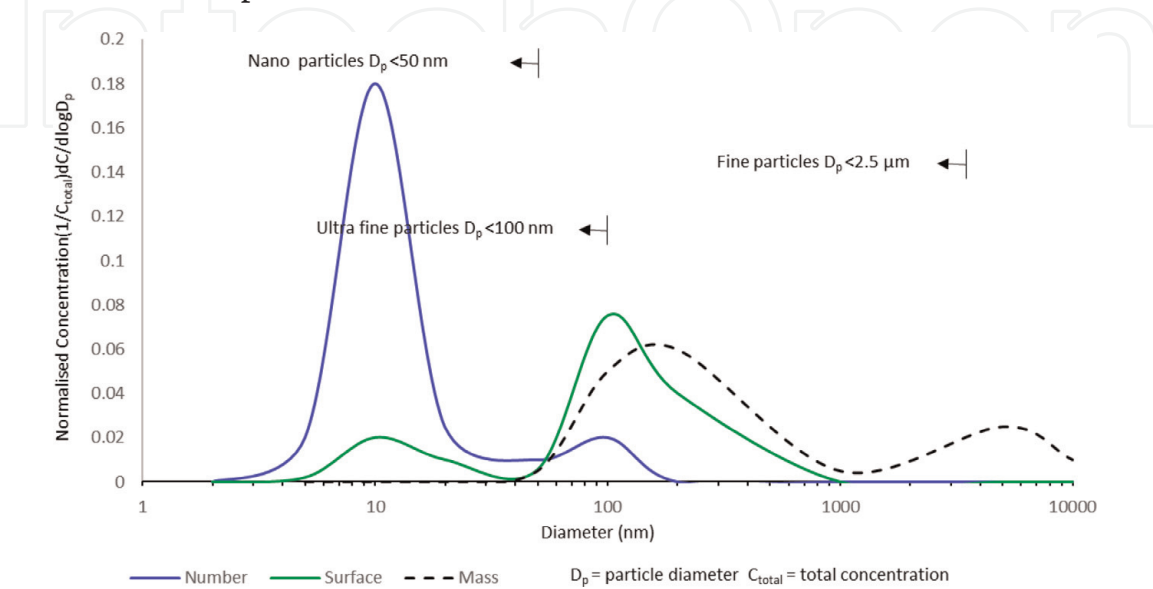 0.2
0.18
0.16
0.14
0.12
0.1
0.08
0.06
0.04
0.02
0
Normalised Concentration(1/Ctotal)dC/dlogDp
Nano particles Dp<50 nm
Fine particles Dp<2.5 µm
Ultra fine particles Dp<100 nm
1 10 100 1000 10000
Diameter (nm)
Number Surface Mass Dp= particle diameter Ctotal = total concentration